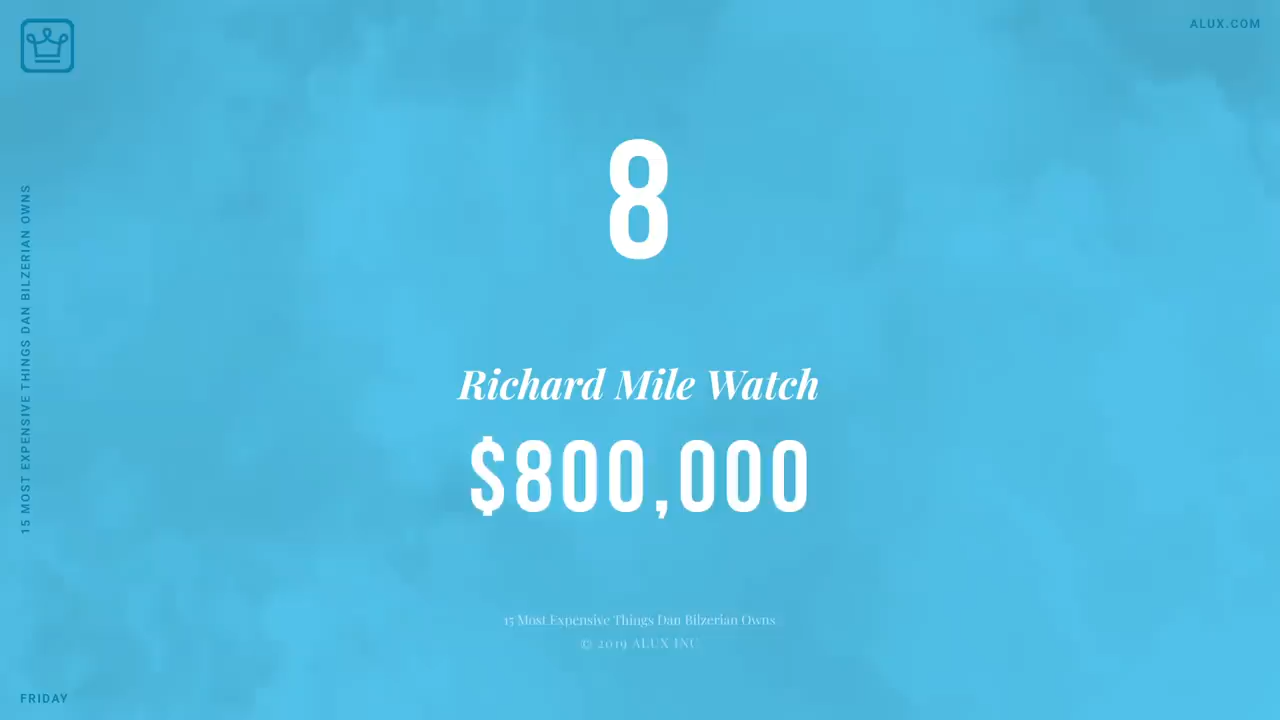 ALUX.COM
15 MOST EXPENSIVE THINGS DAN BILZERIAN OWNS
8
Richard Mile Watch
$800,000
15 Most Expensive Things Dan Bilzerian Owns
© 2019 ALUX INC
FRIDAY